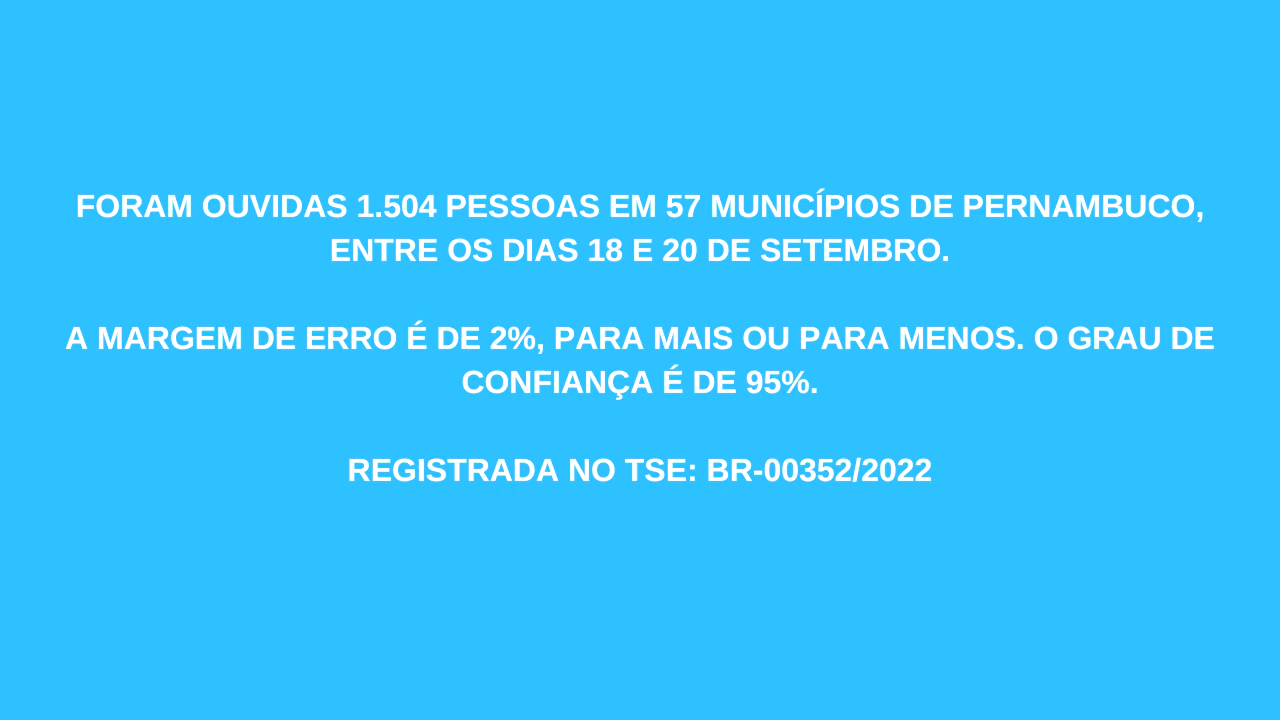 FORAM OUVIDAS 1.504 PESSOAS EM 57 MUNICÍPIOS DE PERNAMBUCO,
ENTRE OS DIAS 18 E 20 DE SETEMBRO.
A MARGEM DE ERRO É DE 2%, PARA MAIS OU PARA MENOS. O GRAU DE
CONFIANÇA É DE 95%.
REGISTRADA NO TSE: BR-00352/2022